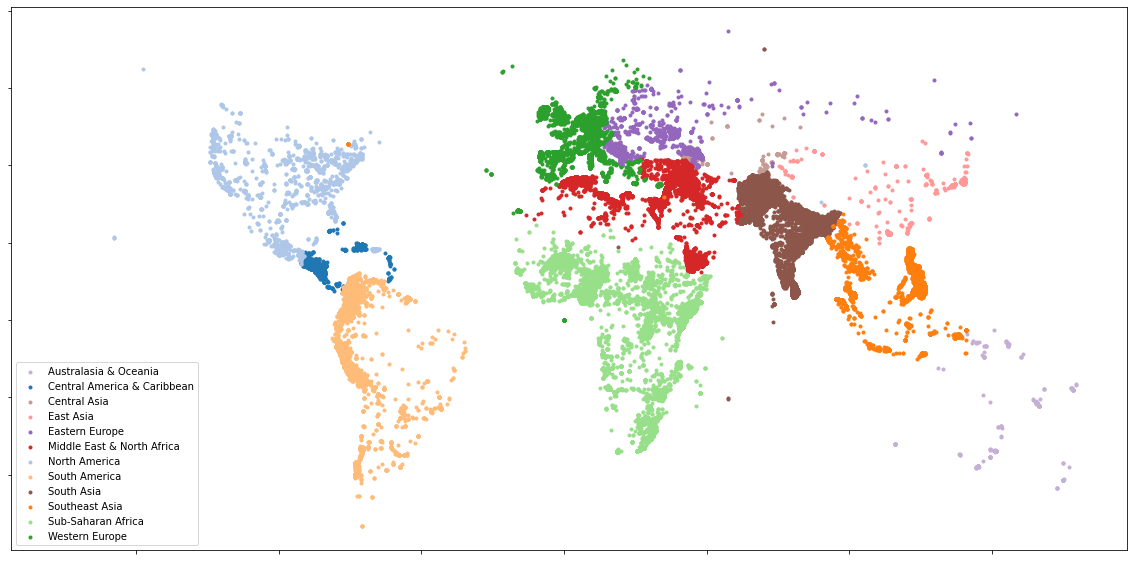 Australasia & Oceania
Central America & Caribbean
Central Asia
East Asia
Eastern Europe
Middle East & North Africa
North America
South America
South Asia
Southeast Asia
Sub-Saharan Africa
Western Europe